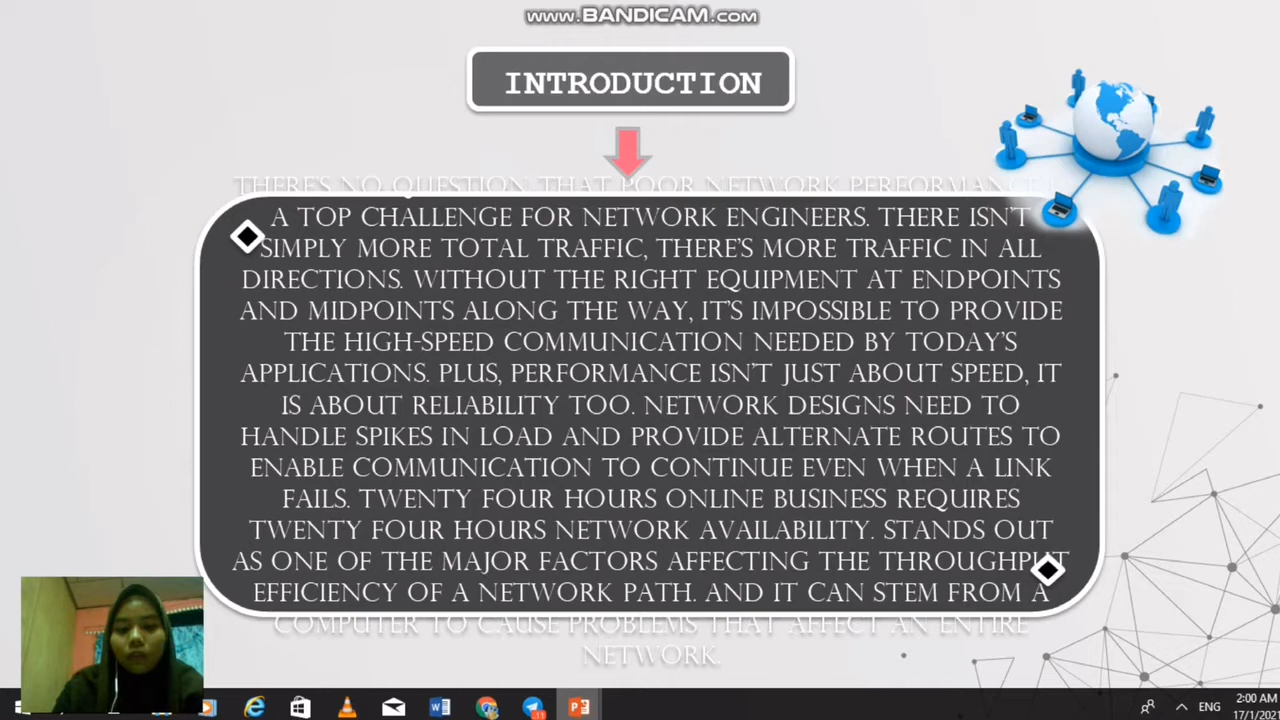 WWW.BANDICAM.COM
INTRODUCTION
THERE'S NO QUESTION THAT POOR NETWORK PERFORMANCE
A TOP CHALLENGE FOR NETWORK ENGINEERS. THERE ISN'T
SIMPLY MORE TOTAL TRAFFIC, THERE'S MORE TRAFFIC IN ALL
DIRECTIONS. WITHOUT THE RIGHT EQUIPMENT AT ENDPOINTS
AND MIDPOINTS ALONG THE WAY, IT'S IMPOSSIBLE TO PROVIDE
THE HIGH-SPEED COMMUNICATION NEEDED BY TODAY'S
APPLICATIONS. PLUS, PERFORMANCE ISN'T JUST ABOUT SPEED, IT
IS ABOUT RELIABILITY TOO. NETWORK DESIGNS NEED TO
HANDLE SPIKES IN LOAD AND PROVIDE ALTERNATE ROUTES TO
ENABLE COMMUNICATION TO CONTINUE EVEN WHEN A LINK
FAILS. TWENTY FOUR HOURS ONLINE BUSINESS REQUIRES
TWENTY FOUR HOURS NETWORK AVAILABILITY. STANDS OUT
AS ONE OF THE MAJOR FACTORS AFFECTING THE THROUGHPUT
EFFICIENCY OF A NETWORK PATH. AND IT CAN STEM FROM A
COMPUTER TO CAUSE PROBLEMS THAT AFFECT AN ENTIRE
NETWORK.
ENG
2:00 AM
17/1/2021